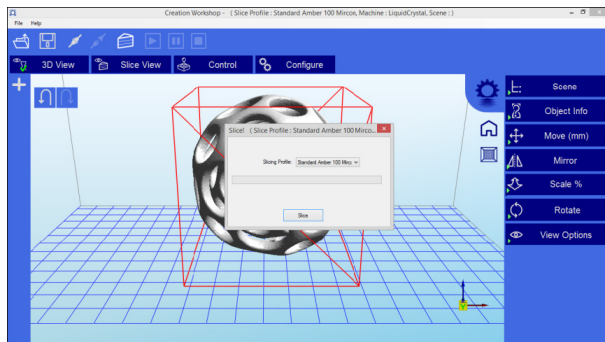 Creation Workshop - ( Slice Profile : Standard Amber 100 Mircos, Machine : LiquidCrystal, Scene : )
File Help
3D View Slice View Control Configure
Scene
Object Info
Move (mm)
Mirror
Scale %
Rotate
View Options
Slice! ( Slice Profile : Standard Amber 100 Mirco...
Slicing Profile: Standard Amber 100 Mirco
Slice